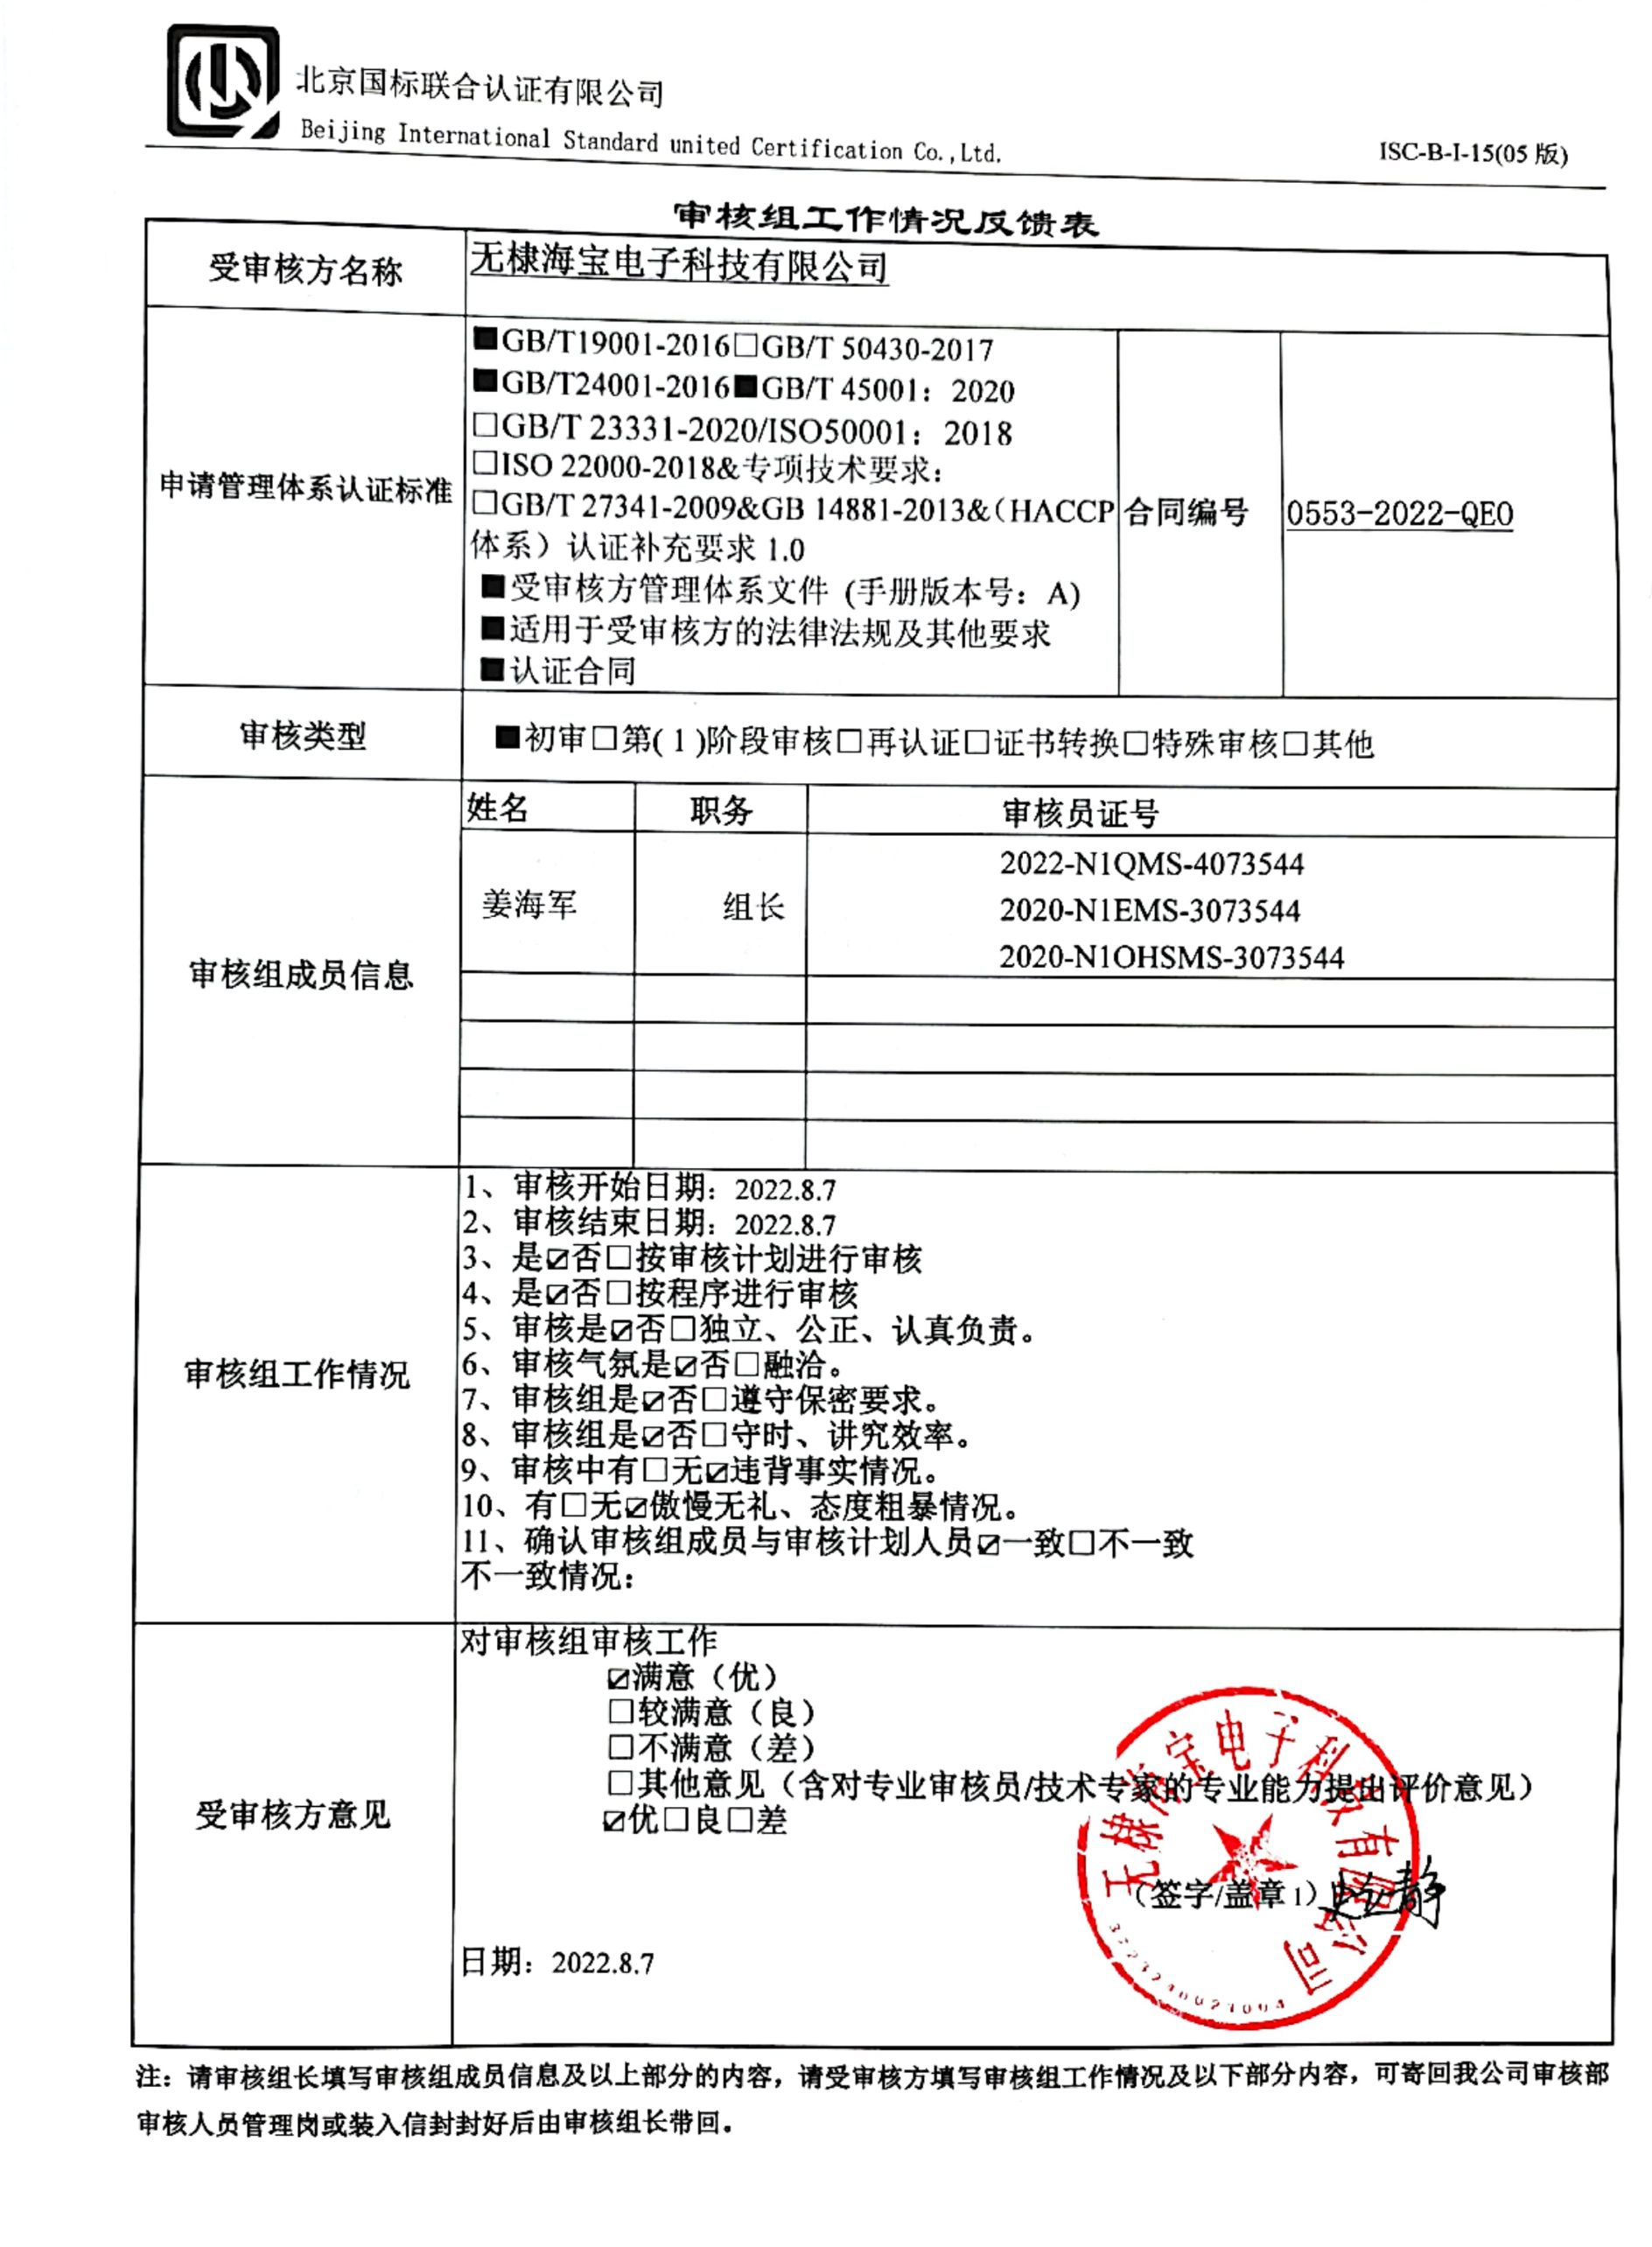 北京国标联合认证有限公司
Beijing International Standard united Certification Co.,Ltd.
ISC-B-I-15(05 版)
审核组工作情况反馈表
受审核方名称
无棣海宝电子科技有限公司
申请管理体系认证标准
■GB/T19001-2016□GB/T 50430-2017
■GB/T24001-2016■GB/T 45001：2020
□GB/T 23331-2020/ISO50001：2018
□ISO 22000-2018&专项技术要求：
□GB/T 27341-2009&GB 14881-2013&（HACCP
体系）认证补充要求 1.0
■受审核方管理体系文件 (手册版本号：A)
■适用于受审核方的法律法规及其他要求
■认证合同
合同编号
0553-2022-QEO
审核类型
■初审□第( 1 )阶段审核□再认证□证书转换□特殊审核□其他
审核组成员信息
姓名 职务 审核员证号
姜海军 组长
2022-N1QMS-4073544
2020-N1EMS-3073544
2020-N1OHSMS-3073544
审核组工作情况
1、审核开始日期：2022.8.7
2、审核结束日期：2022.8.7
3、是☑否□按审核计划进行审核
4、是☑否□按程序进行审核
5、审核是☑否□独立、公正、认真负责。
6、审核气氛是☑否□融洽。
7、审核组是☑否□遵守保密要求。
8、审核组是☑否□守时、讲究效率。
9、审核中有□无☑违背事实情况。
10、有□无☑傲慢无礼、态度粗暴情况。
11、确认审核组成员与审核计划人员☑一致□不一致
不一致情况：
受审核方意见
对审核组审核工作
☑满意（优）
□较满意（良）
□不满意（差）
□其他意见（含对专业审核员/技术专家的专业能力提出评价意见）
☑优□良□差
（签字/盖章 1）
无棣海宝电子科技有限公司
日期：2022.8.7
注：请审核组长填写审核组成员信息及以上部分的内容，请受审核方填写审核组工作情况及以下部分内容，可寄回我公司审核部
审核人员管理岗或装入信封封好后由审核组长带回。